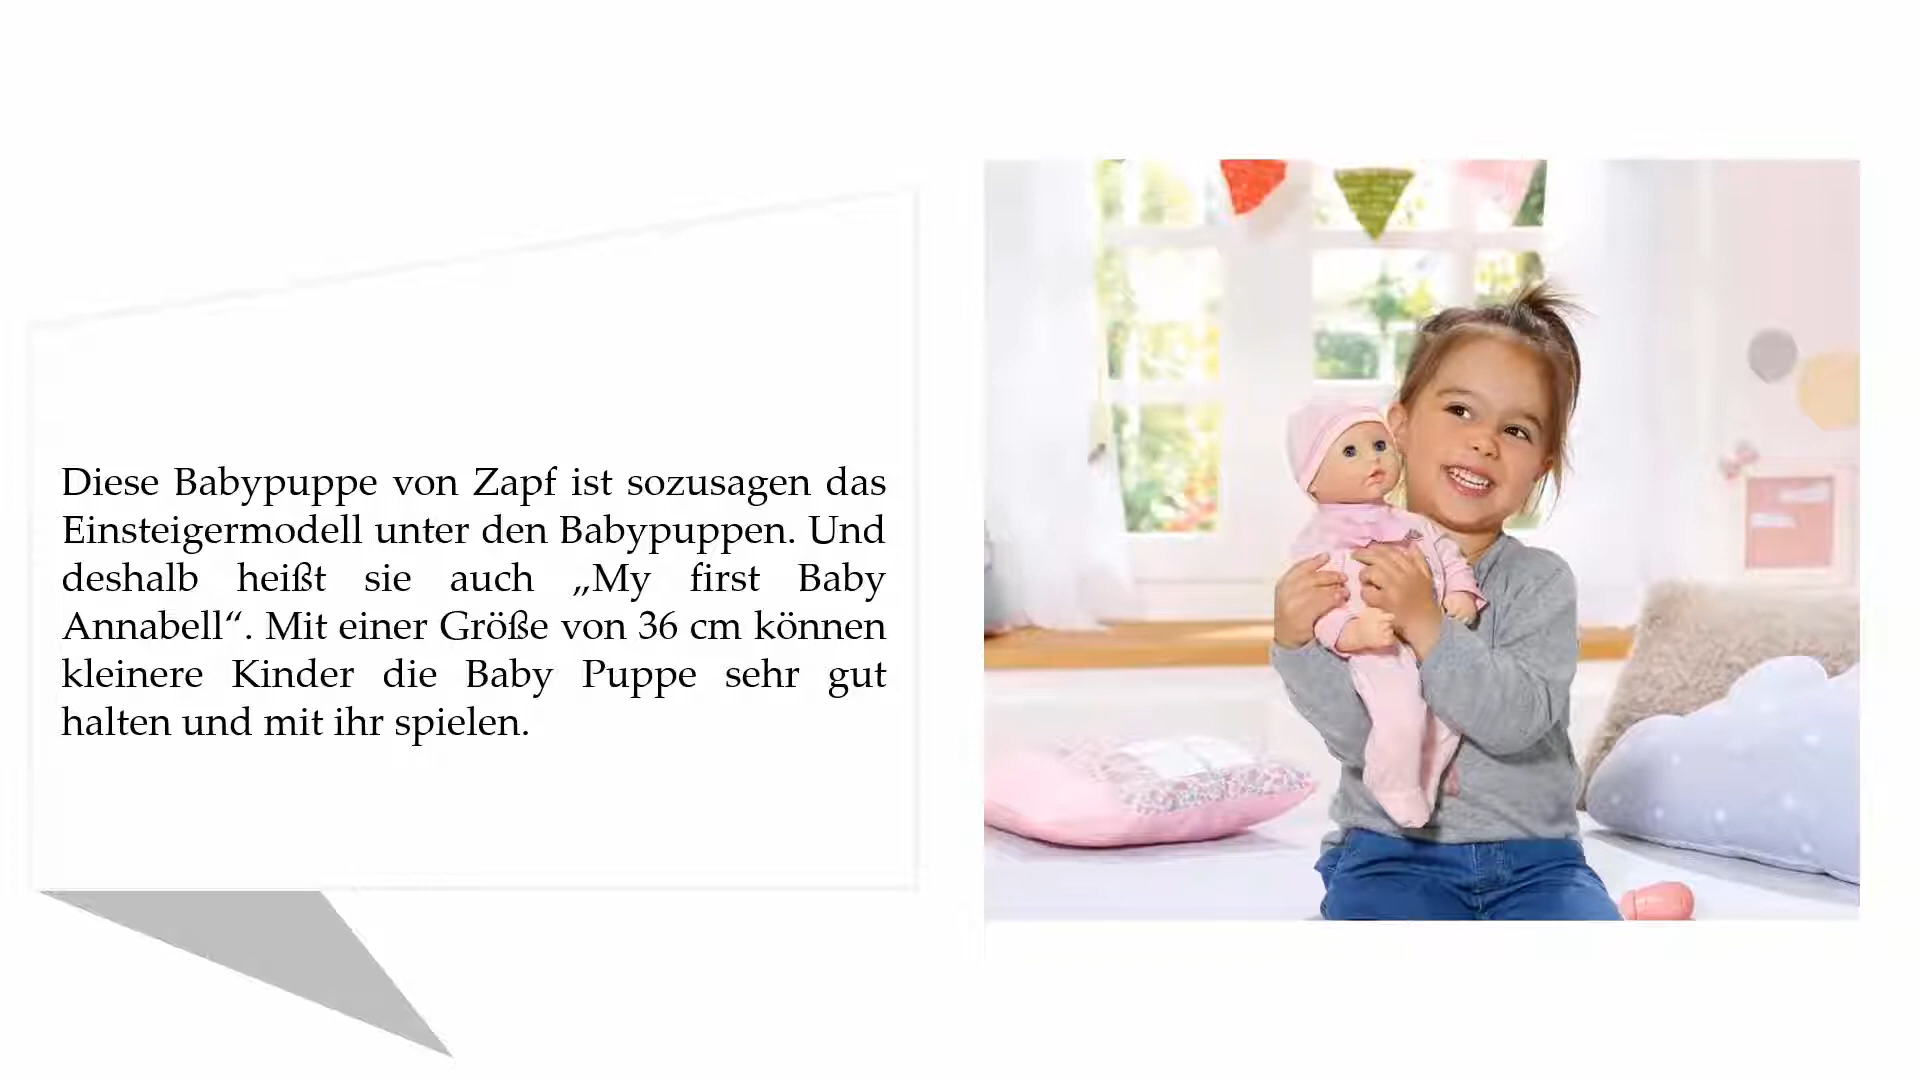 Diese Babypuppe von Zapf ist sozusagen das
Einsteigermodell unter den Babypuppen. Und
deshalb heißt sie auch „My first Baby
Annabell“. Mit einer Größe von 36 cm können
kleinere Kinder die Baby Puppe sehr gut
halten und mit ihr spielen.